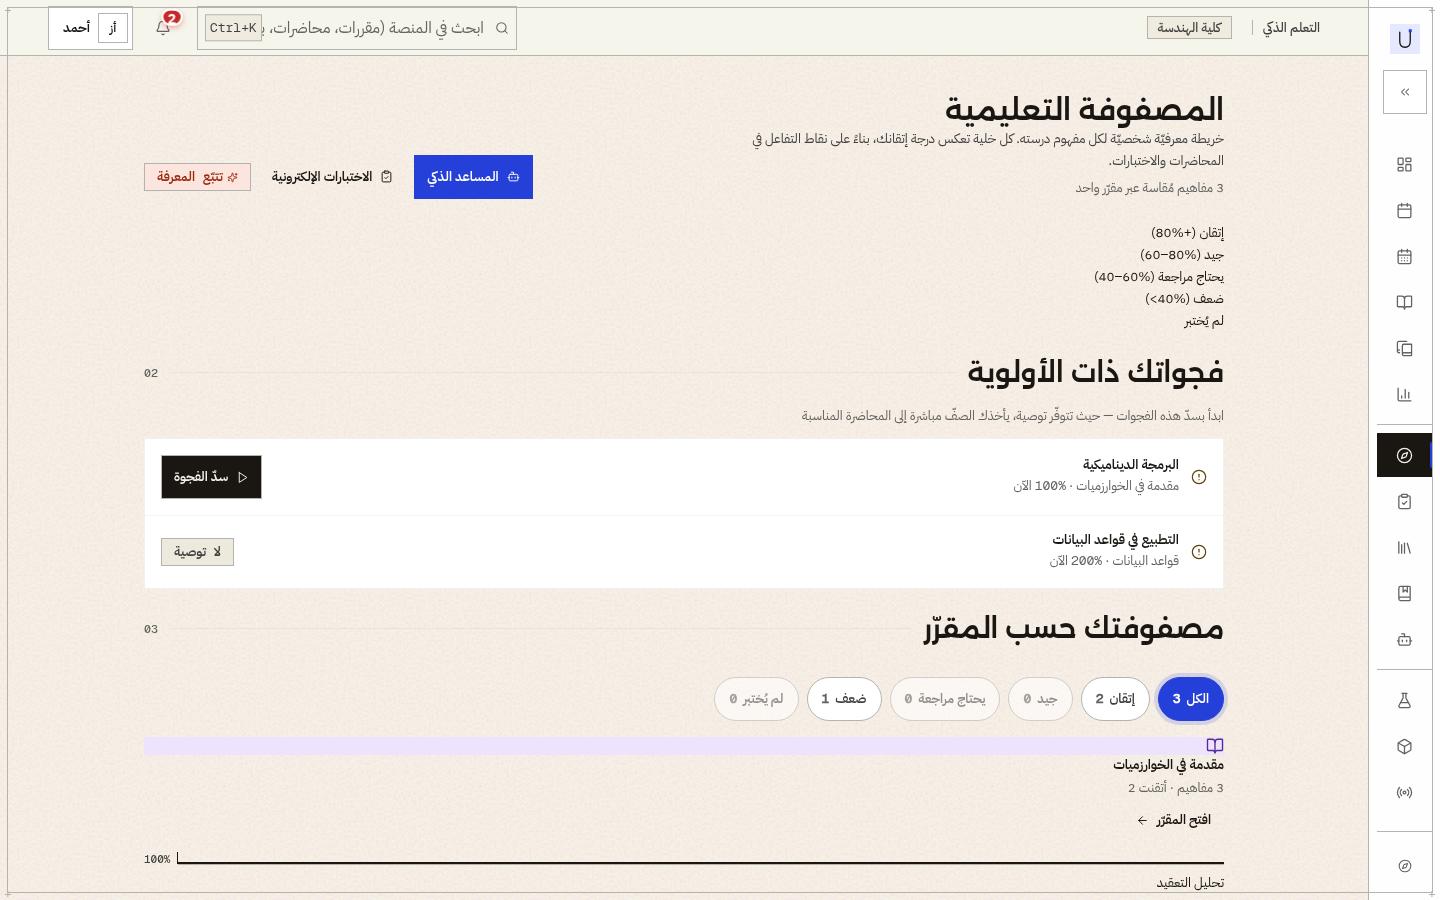 التعلم الذكي
كلية الهندسة
ابحث في المنصة (مقررات، محاضرات، ب
Ctrl+K
2
أز
أحمد
المصفوفة التعليمية
خريطة معرفيّة شخصيّة لكل مفهوم درسته. كل خلية تعكس درجة إتقانك، بناءً على نقاط التفاعل في
المحاضرات والاختبارات.
3 مفاهيم مُقاسة عبر مقرّر واحد
المساعد الذكي
الاختبارات الإلكترونية
تتبّع المعرفة
إتقان (+80%)
جيد (60–80%)
يحتاج مراجعة (40–60%)
ضعف (<40%)
لم يُختبر
فجواتك ذات الأولوية
02
ابدأ بسدّ هذه الفجوات — حيث تتوفّر توصية، يأخذك الصفّ مباشرة إلى المحاضرة المناسبة
البرمجة الديناميكية
مقدمة في الخوارزميات · 100% الآن
سدّ الفجوة
التطبيع في قواعد البيانات
قواعد البيانات · 200% الآن
لا توصية
مصفوفتك حسب المقرّر
03
الكل 3
إتقان 2
جيد 0
يحتاج مراجعة 0
ضعف 1
لم يُختبر 0
مقدمة في الخوارزميات
3 مفاهيم · أتقنت 2
افتح المقرّر
100%
تحليل التعقيد